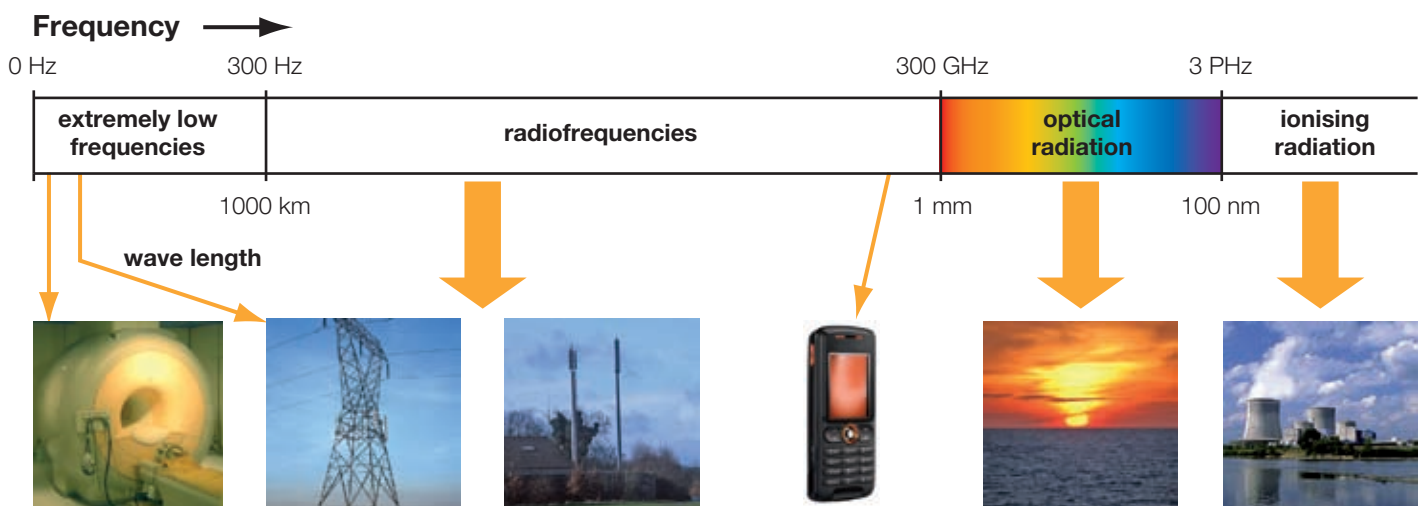 Frequency
0 Hz 300 Hz 300 GHz 3 PHz
extremely low
frequencies
radiofrequencies
optical
radiation
ionising
radiation
1000 km 1 mm 100 nm
wave length